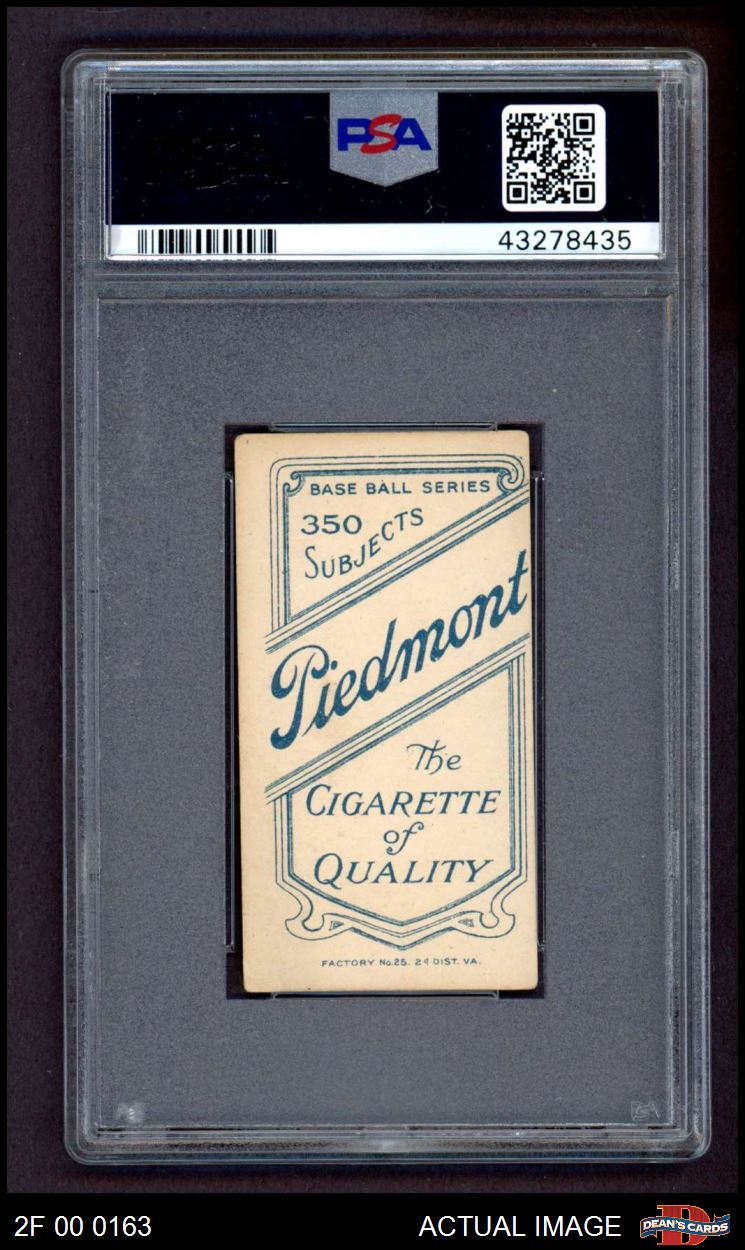 PSA
43278435
BASE BALL SERIES
350
SUBJECTS
Piedmont
The
CIGARETTE
of
QUALITY
FACTORY No.25. 2d DIST. VA.
2F 00 0163
ACTUAL IMAGE
DEAN'S CARDS